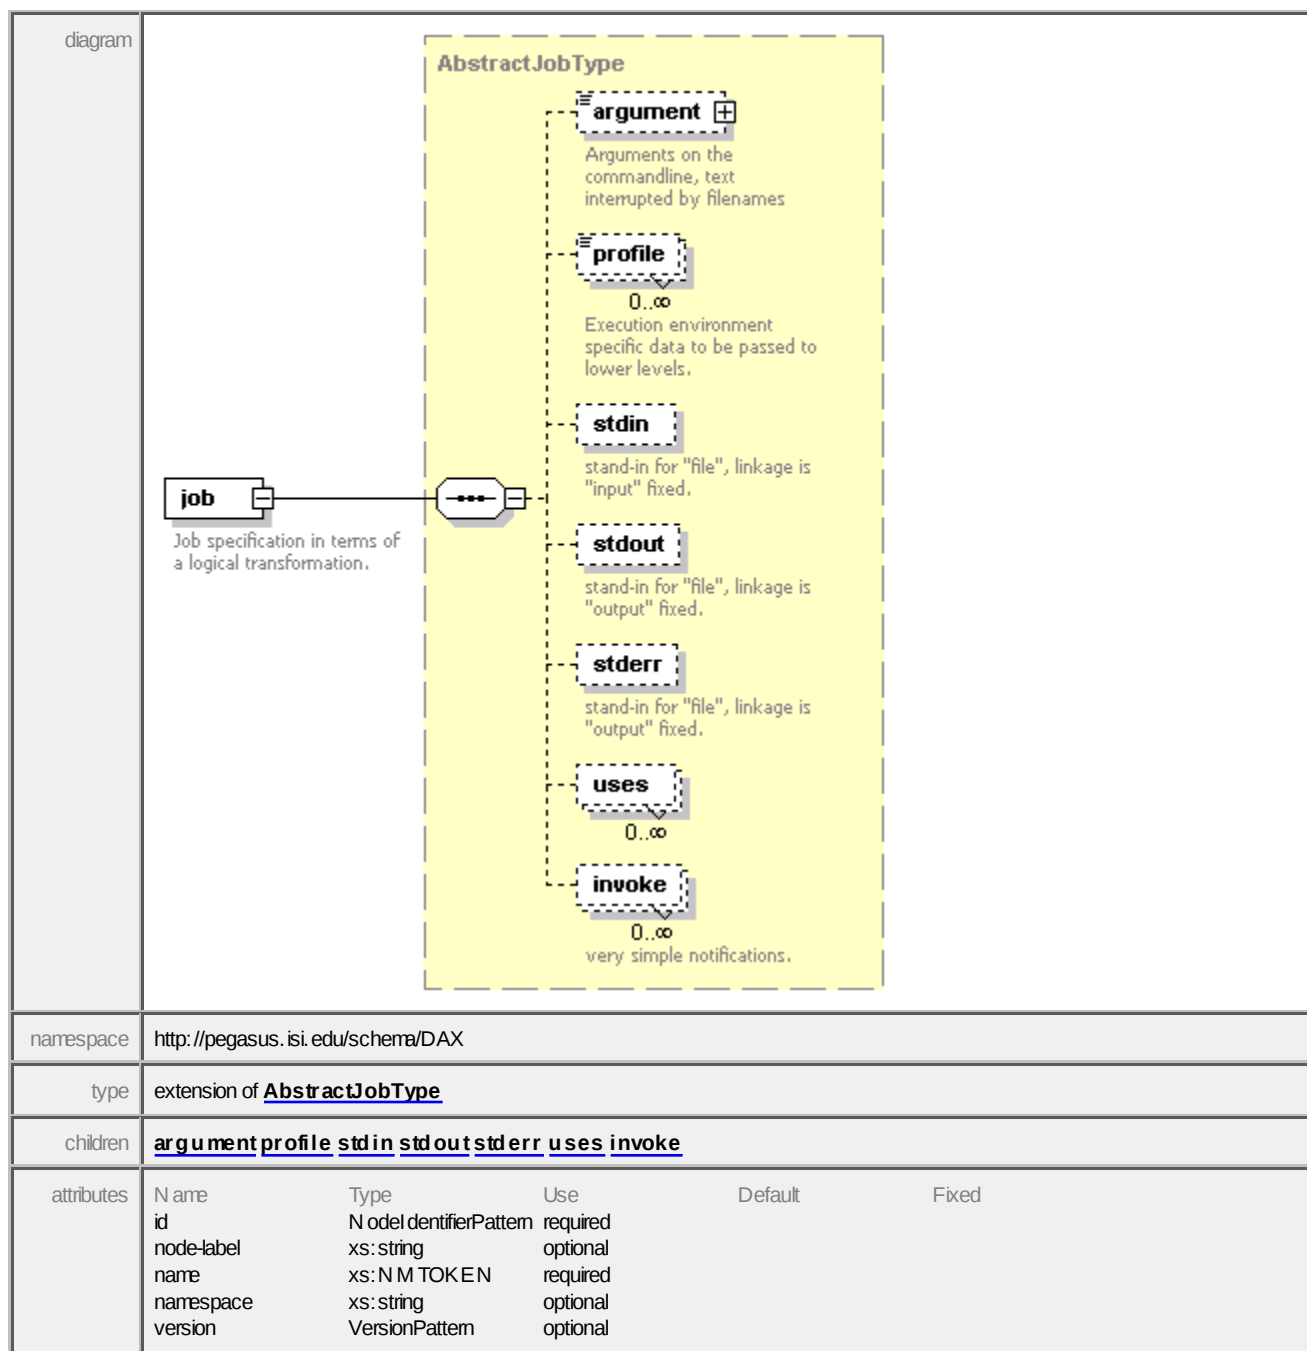 diagram
AbstractJobType
argument
Arguments on the
commandline, text
interrupted by filenames
profile
0..∞
Execution environment
specific data to be passed to
lower levels.
stdin
stand-in for "file", linkage is
"input" fixed.
job
Job specification in terms of
a logical transformation.
stdout
stand-in for "file", linkage is
"output" fixed.
stderr
stand-in for "file", linkage is
"output" fixed.
uses
0..∞
invoke
0..∞
very simple notifications.
namespace http://pegasus.isi.edu/schema/DAX
type extension of AbstractJobType
children argument profile stdin stdout stderr uses invoke
attributes Name Type Use Default Fixed
id NodeIdentifierPattern required
node-label xs:string optional
name xs:NMTOKEN required
namespace xs:string optional
version VersionPattern optional